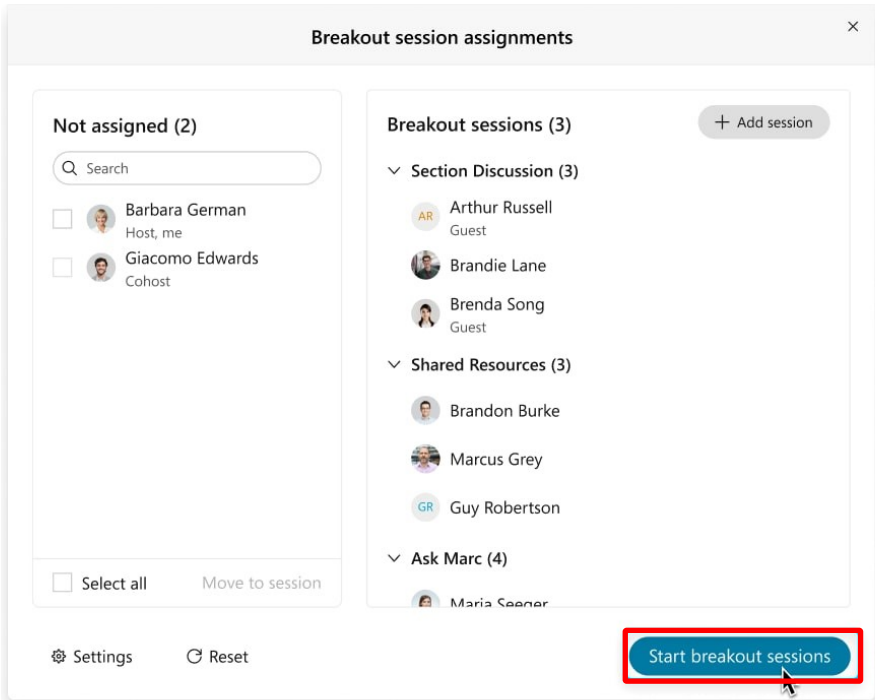 Breakout session assignments
Not assigned (2)
Search
Barbara German
Host, me
Giacomo Edwards
Cohost
Select all
Move to session
Breakout sessions (3)
+ Add session
Section Discussion (3)
AR
Arthur Russell
Guest
Brandie Lane
Brenda Song
Guest
Shared Resources (3)
Brandon Burke
Marcus Grey
GR
Guy Robertson
Ask Marc (4)
Maria Seeger
Settings
Reset
Start breakout sessions